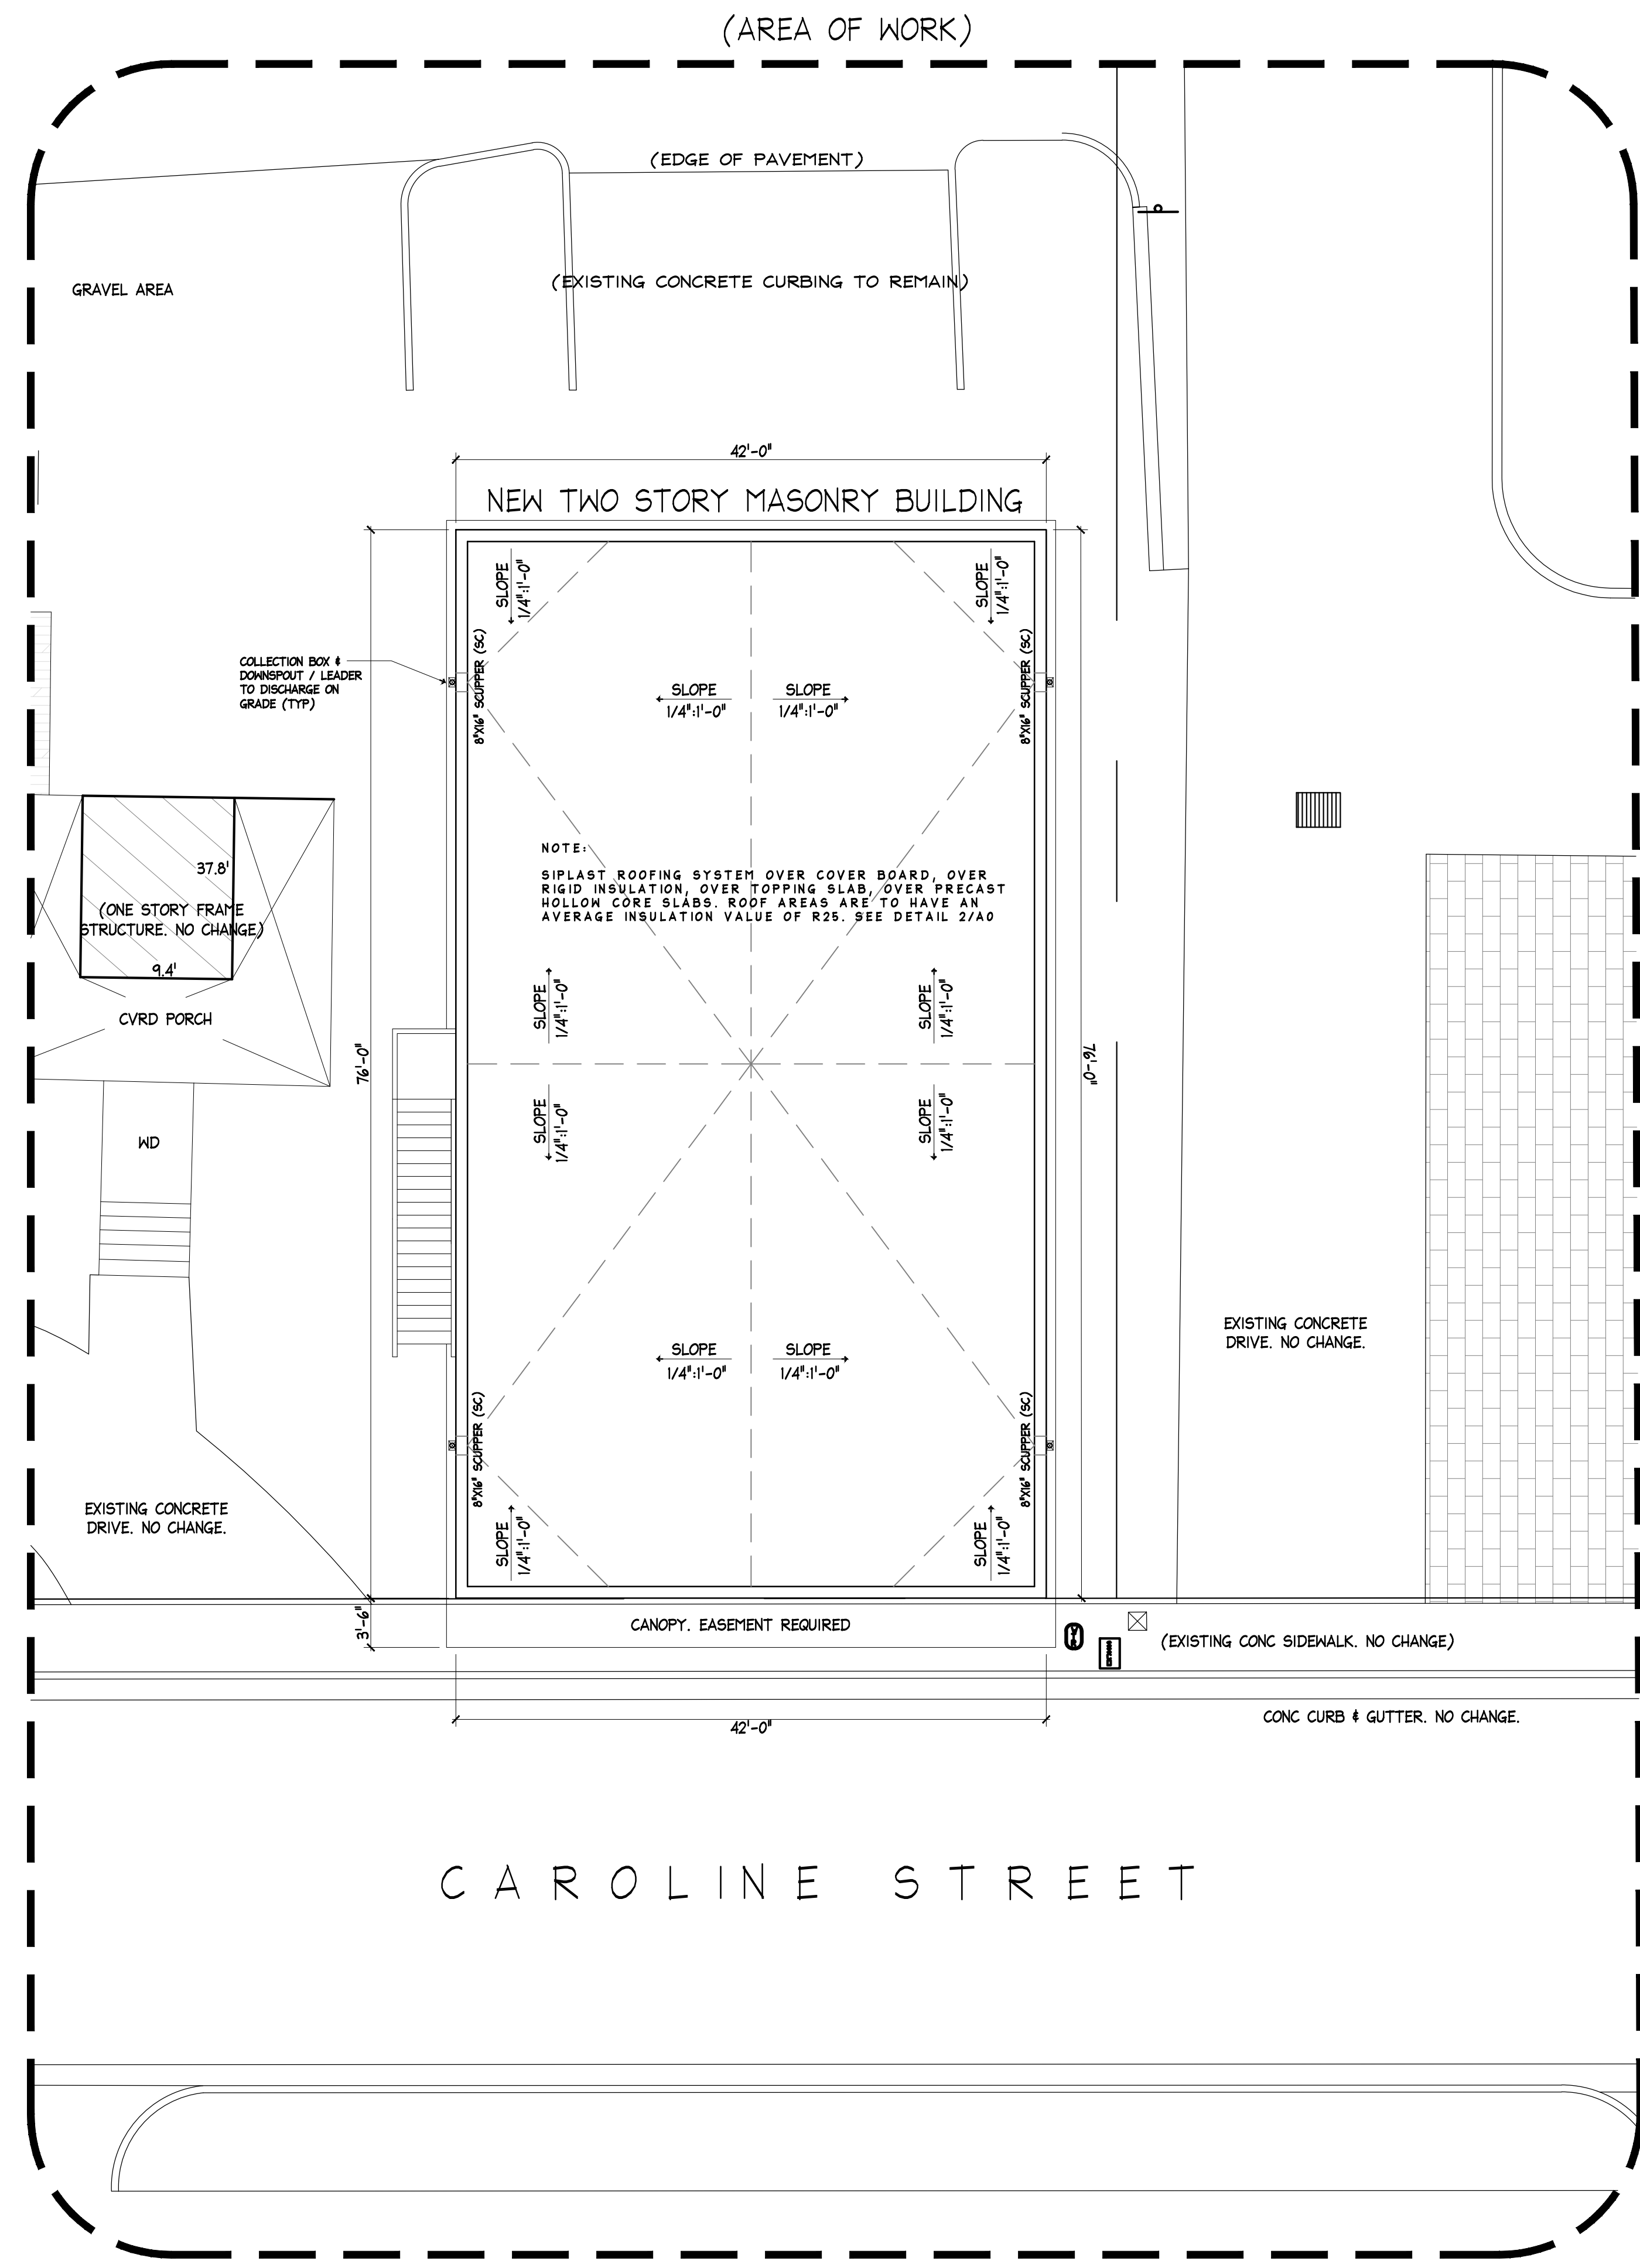 (AREA OF WORK)
(EDGE OF PAVEMENT)
GRAVEL AREA
(EXISTING CONCRETE CURBING TO REMAIN)
42'-0"
NEW TWO STORY MASONRY BUILDING
SLOPE
1/4":1'-0"
SLOPE
1/4":1'-0"
COLLECTION BOX &
DOWNSPOUT / LEADER
TO DISCHARGE ON
GRADE (TYP)
8"X16" SCUPPER (SC)
8"X16" SCUPPER (SC)
SLOPE
1/4":1'-0"
SLOPE
1/4":1'-0"
NOTE:
SIPLAST ROOFING SYSTEM OVER COVER BOARD, OVER
RIGID INSULATION, OVER TOPPING SLAB, OVER PRECAST
HOLLOW CORE SLABS. ROOF AREAS ARE TO HAVE AN
AVERAGE INSULATION VALUE OF R25. SEE DETAIL 2/A0
37.8'
(ONE STORY FRAME
STRUCTURE. NO CHANGE)
9.4'
CVRD PORCH
SLOPE
1/4":1'-0"
SLOPE
1/4":1'-0"
76'-0"
76'-0"
SLOPE
1/4":1'-0"
SLOPE
1/4":1'-0"
WD
EXISTING CONCRETE
DRIVE. NO CHANGE.
SLOPE
1/4":1'-0"
SLOPE
1/4":1'-0"
8"X16" SCUPPER (SC)
8"X16" SCUPPER (SC)
EXISTING CONCRETE
DRIVE. NO CHANGE.
SLOPE
1/4":1'-0"
SLOPE
1/4":1'-0"
3'-6"
CANOPY. EASEMENT REQUIRED
(EXISTING CONC SIDEWALK. NO CHANGE)
42'-0"
CONC CURB & GUTTER. NO CHANGE.
CAROLINE STREET